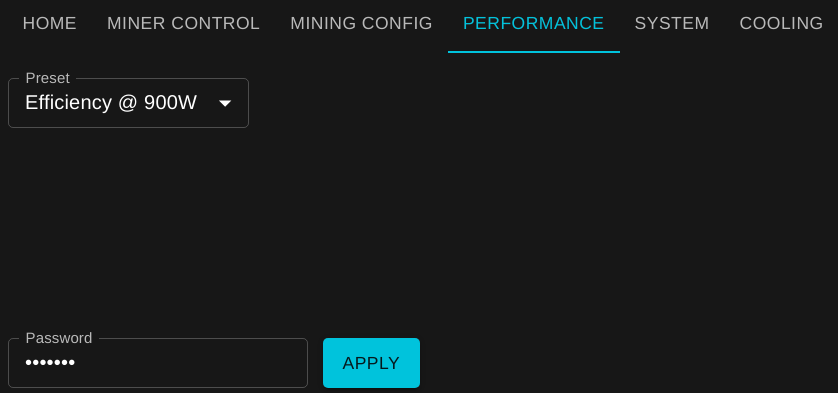 HOME MINER CONTROL MINING CONFIG PERFORMANCE SYSTEM COOLING
Preset
Efficiency @ 900W
Password
•••••••
APPLY